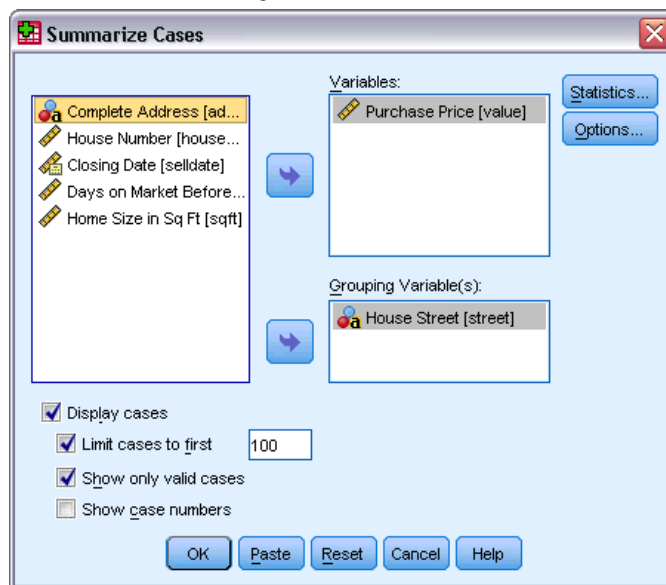 Summarize Cases
Complete Address [ad...
House Number [house...
Closing Date [selldate]
Days on Market Before...
Home Size in Sq Ft [sqft]
Variables:
Purchase Price [value]
Statistics...
Options...
Grouping Variable(s):
House Street [street]
Display cases
Limit cases to first 100
Show only valid cases
Show case numbers
OK Paste Reset Cancel Help